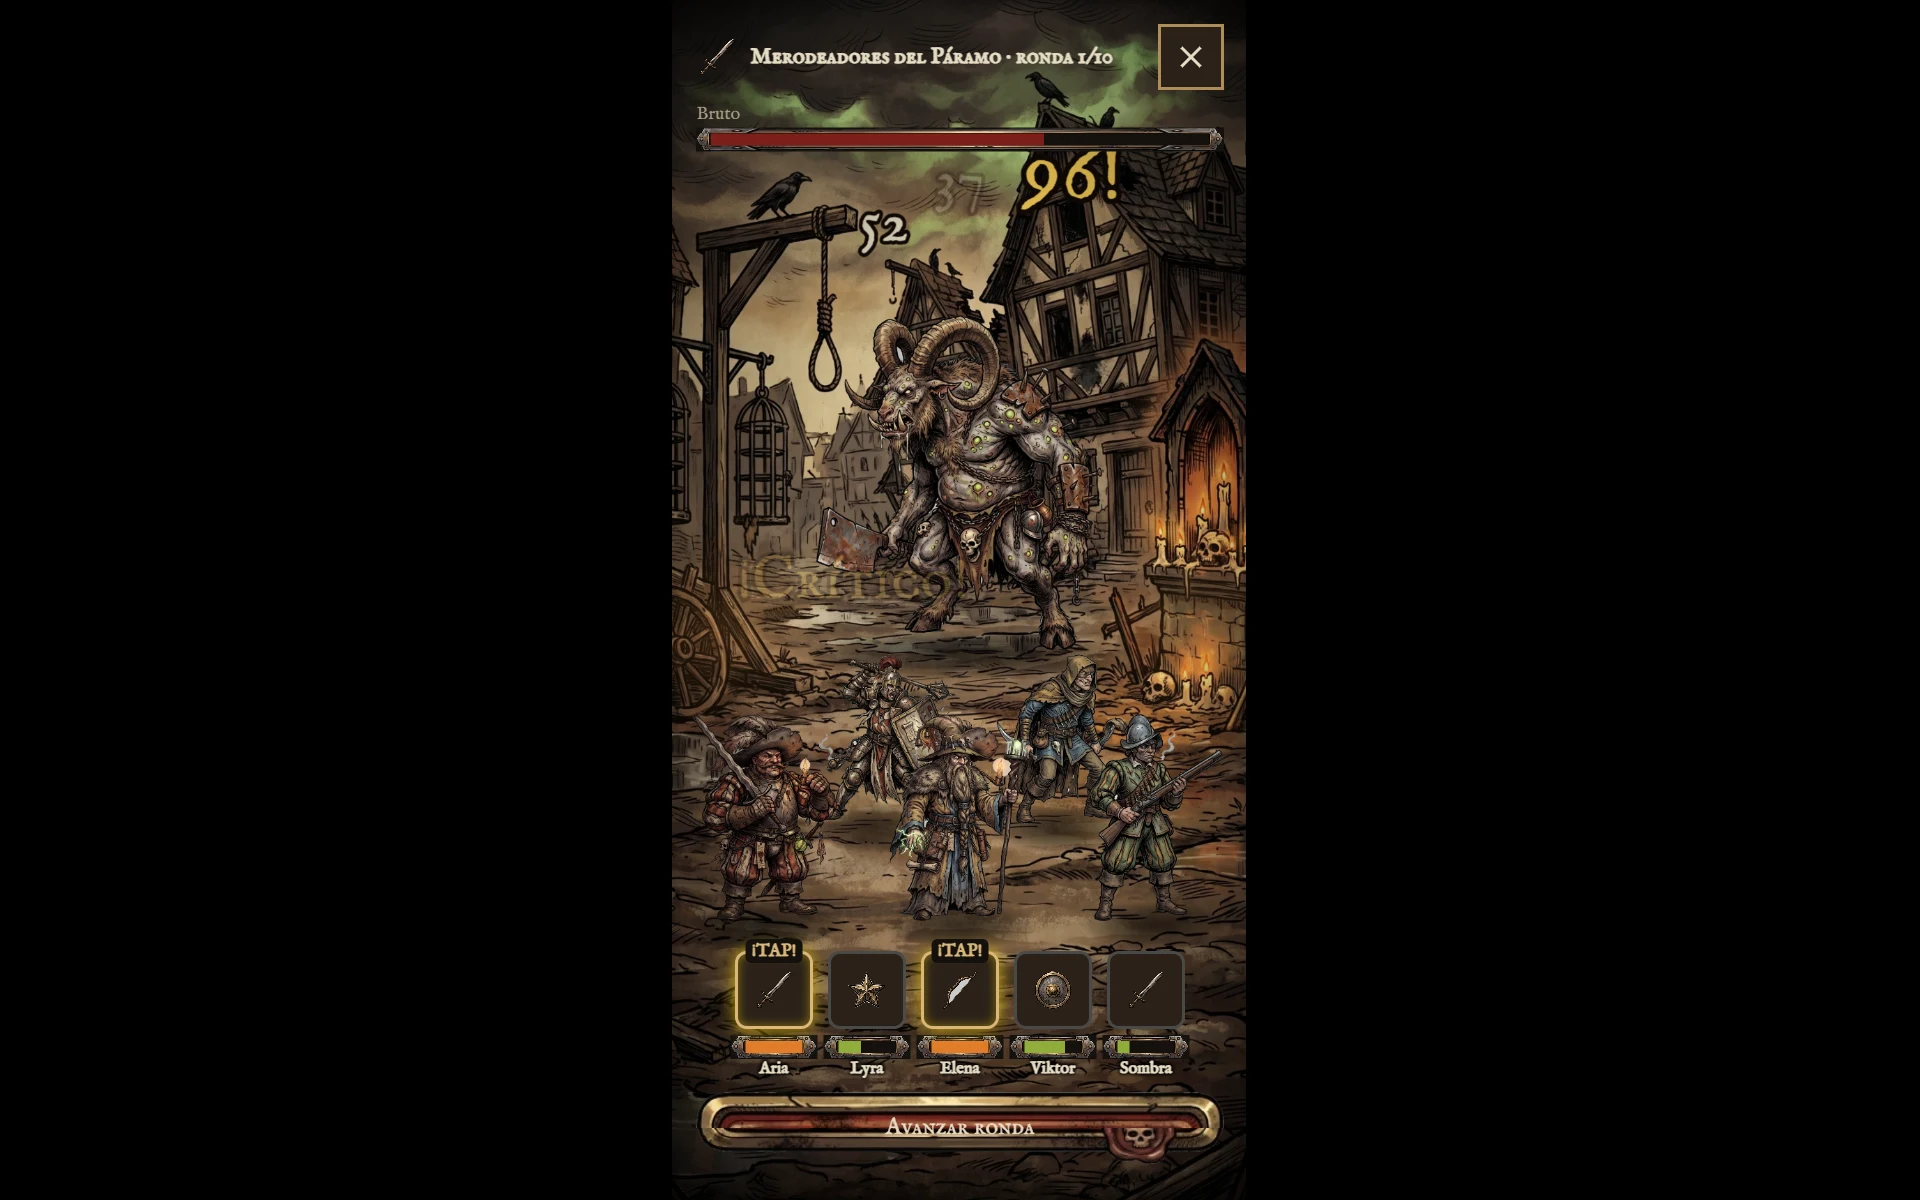 Merodeadores del Páramo · ronda 1/10
Bruto
96!
37
52
¡Crítico!
¡TAP!
¡TAP!
Aria
Lyra
Elena
Viktor
Sombra
Avanzar ronda